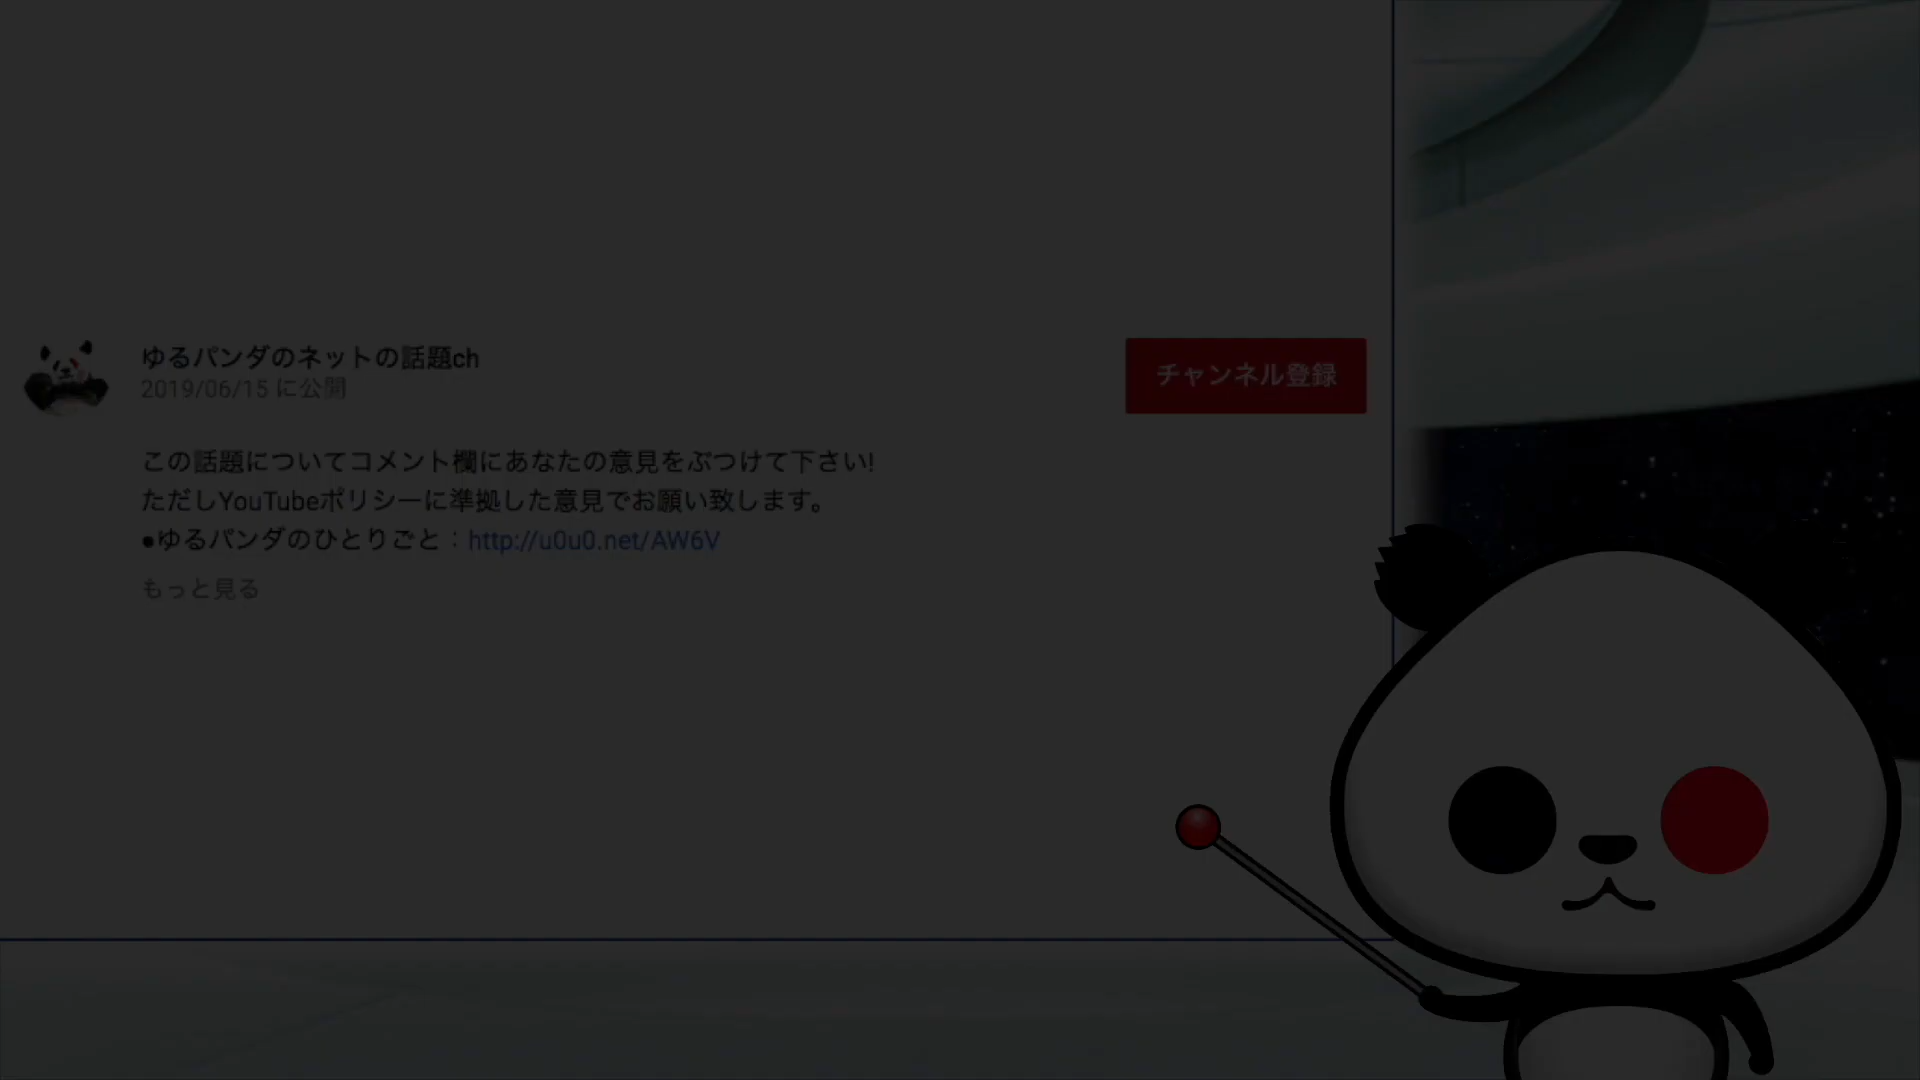 ゆるパンダのネットの話題ch
2019/06/15 に公開
チャンネル登録
この話題についてコメント欄にあなたの意見をぶつけて下さい!
ただしYouTubeポリシーに準拠した意見でお願い致します。
●ゆるパンダのひとりごと：http://u0u0.net/AW6V
もっと見る